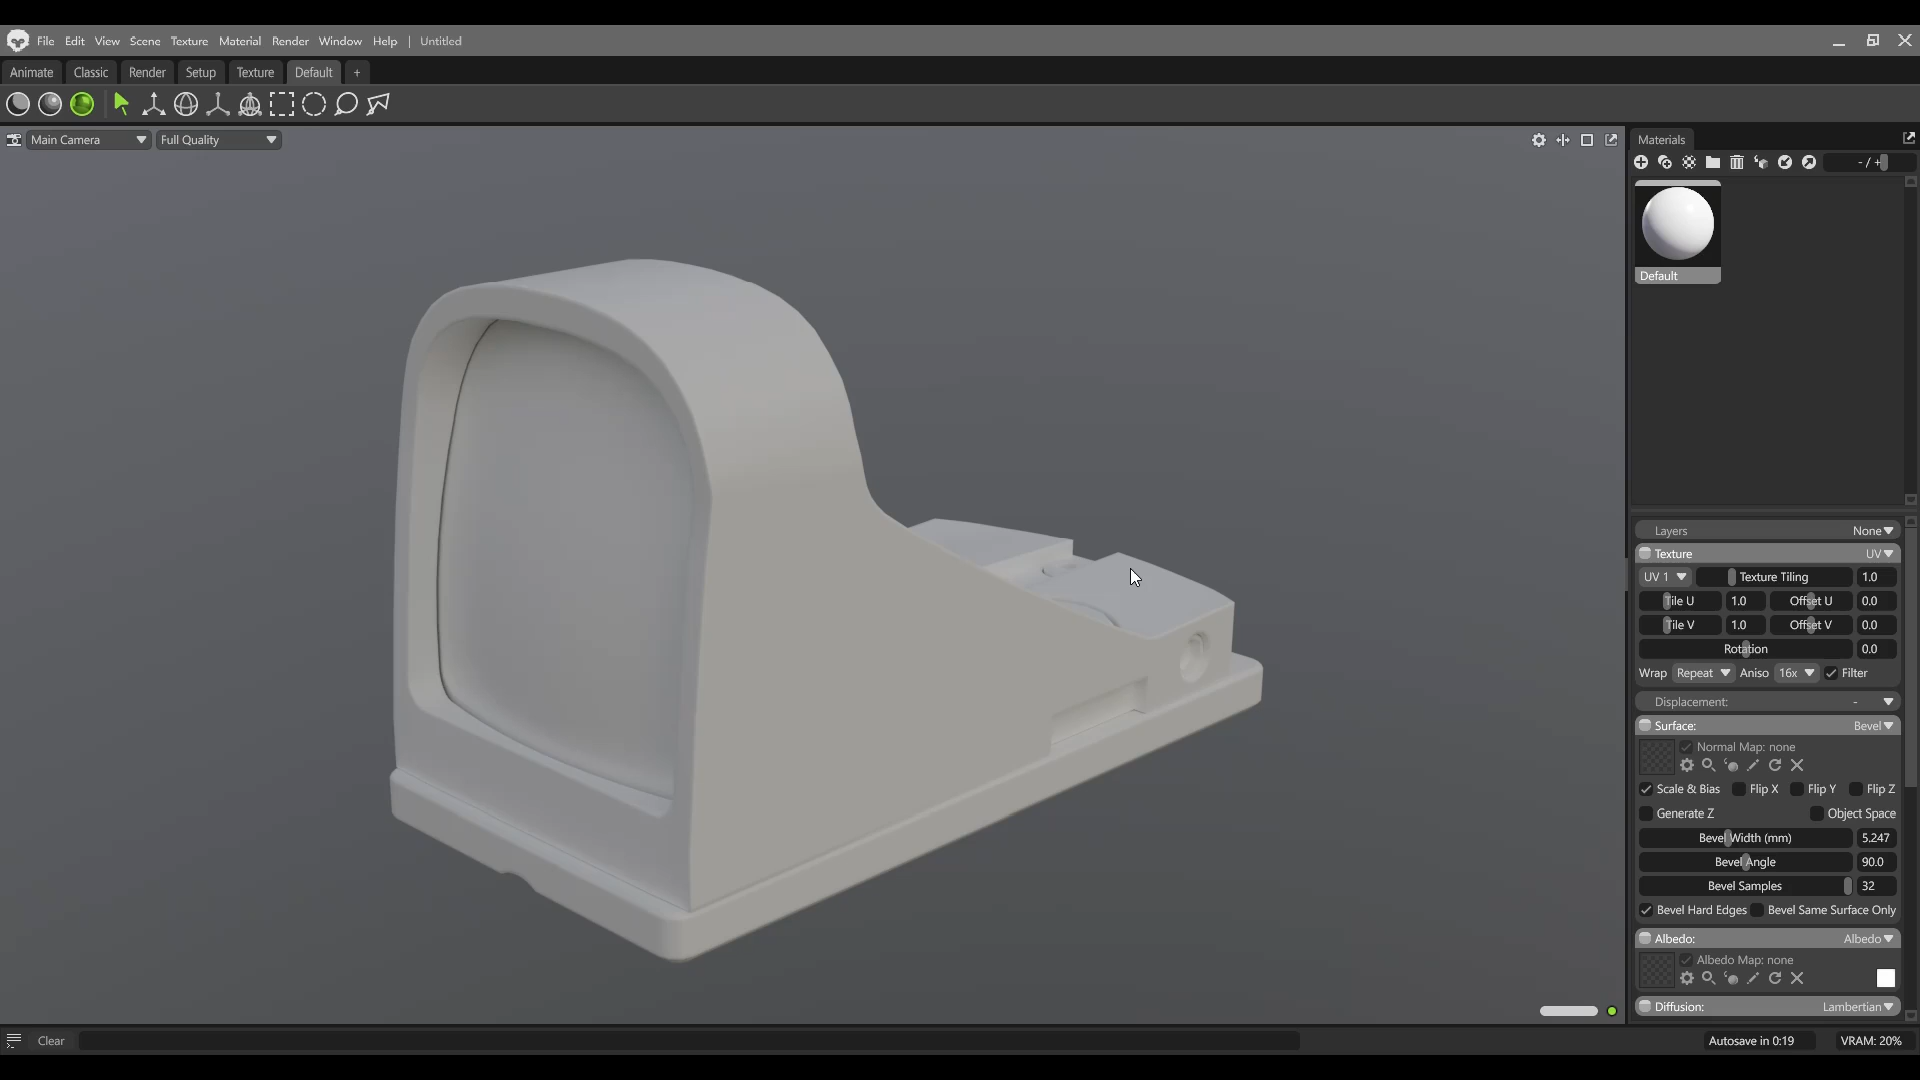 File Edit View Scene Texture Material Render Window Help | Untitled
Animate Classic Render Setup Texture Default +
Main Camera Full Quality
Materials
- / +
Default
Layers None
Texture UV
UV 1 Texture Tiling 1.0
Tile U 1.0 Offset U 0.0
Tile V 1.0 Offset V 0.0
Rotation 0.0
Wrap Repeat Aniso 16x Filter
Displacement: -
Surface: Bevel
Normal Map: none
Scale & Bias Flip X Flip Y Flip Z
Generate Z Object Space
Bevel Width (mm) 5.247
Bevel Angle 90.0
Bevel Samples 32
Bevel Hard Edges Bevel Same Surface Only
Albedo: Albedo
Albedo Map: none
Diffusion: Lambertian
Clear Autosave in 0:19 VRAM: 20%